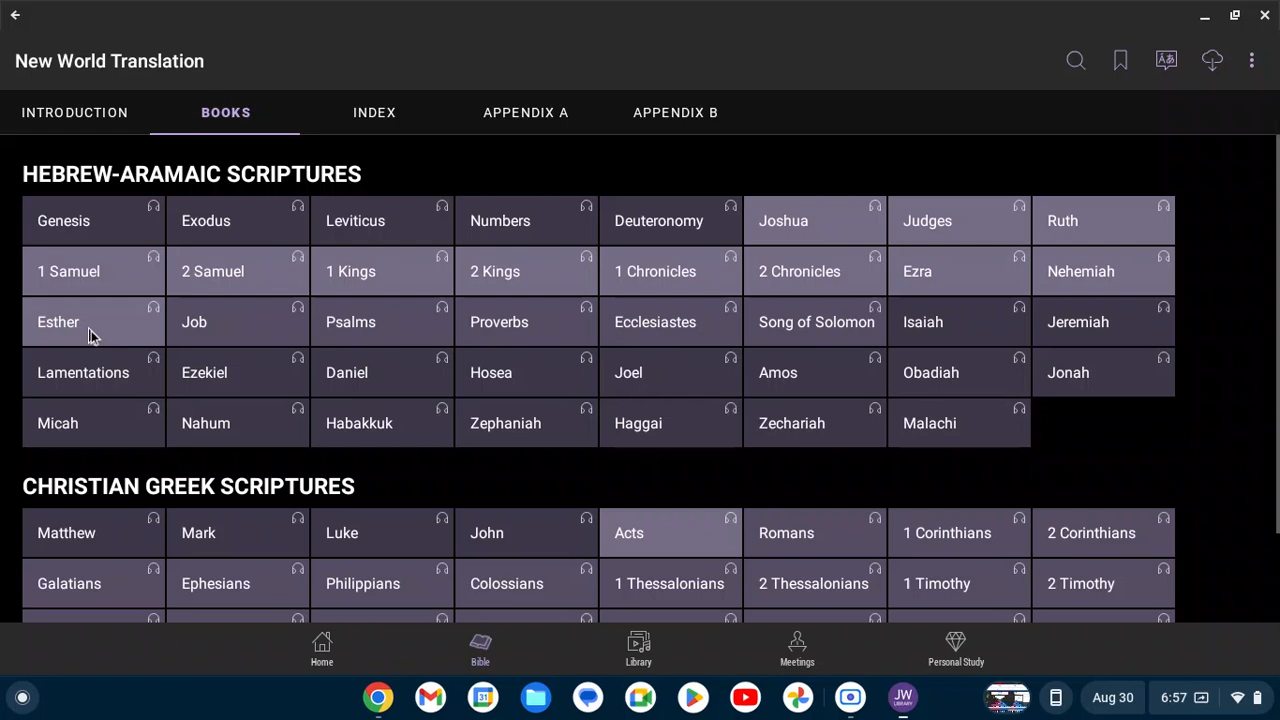 New World Translation
INTRODUCTION BOOKS INDEX APPENDIX A APPENDIX B
HEBREW-ARAMAIC SCRIPTURES
Genesis Exodus Leviticus Numbers Deuteronomy Joshua Judges Ruth
1 Samuel 2 Samuel 1 Kings 2 Kings 1 Chronicles 2 Chronicles Ezra Nehemiah
Esther Job Psalms Proverbs Ecclesiastes Song of Solomon Isaiah Jeremiah
Lamentations Ezekiel Daniel Hosea Joel Amos Obadiah Jonah
Micah Nahum Habakkuk Zephaniah Haggai Zechariah Malachi
CHRISTIAN GREEK SCRIPTURES
Matthew Mark Luke John Acts Romans 1 Corinthians 2 Corinthians
Galatians Ephesians Philippians Colossians 1 Thessalonians 2 Thessalonians 1 Timothy 2 Timothy
Home Bible Library Meetings Personal Study
31 JW LIBRARY Aug 30 6:57